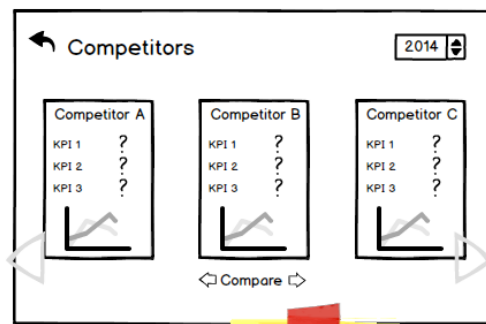 Competitors
2014
Competitor A
KPI 1 ?
KPI 2 ?
KPI 3 ?
Competitor B
KPI 1 ?
KPI 2 ?
KPI 3 ?
Competitor C
KPI 1 ?
KPI 2 ?
KPI 3 ?
Compare